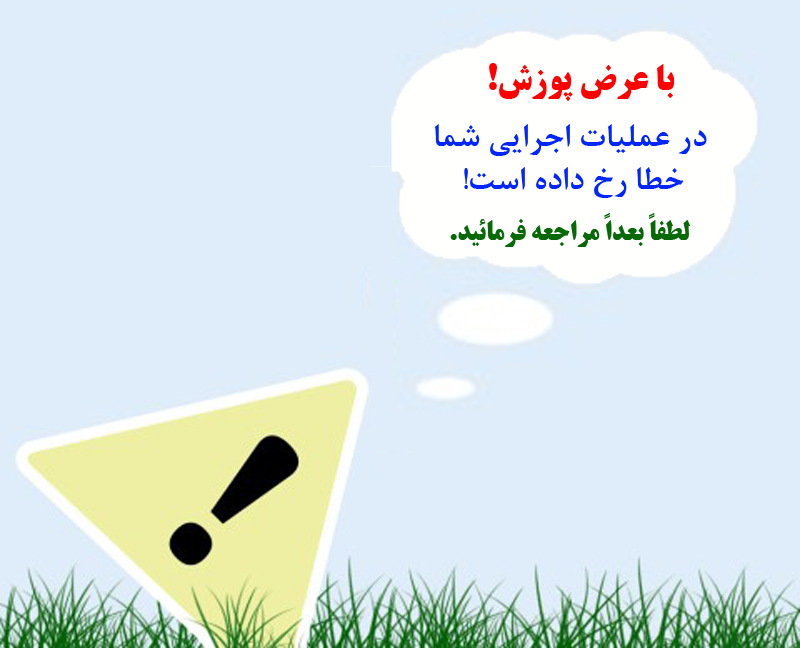 با عرض پوزش!
در عملیات اجرایی شما
خطا رخ داده است!
لطفاً بعداً مراجعه فرمائید.
!